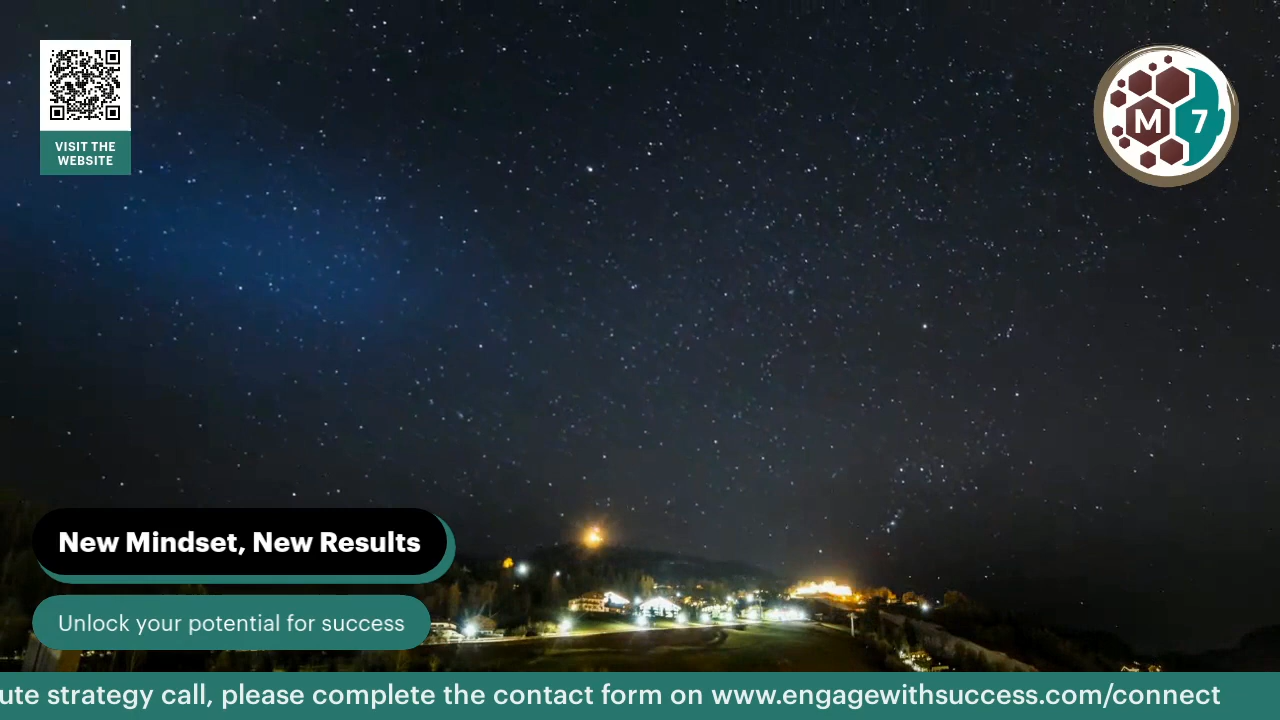 VISIT THE
WEBSITE
M 7
New Mindset, New Results
Unlock your potential for success
ute strategy call, please complete the contact form on www.engagewithsuccess.com/connect